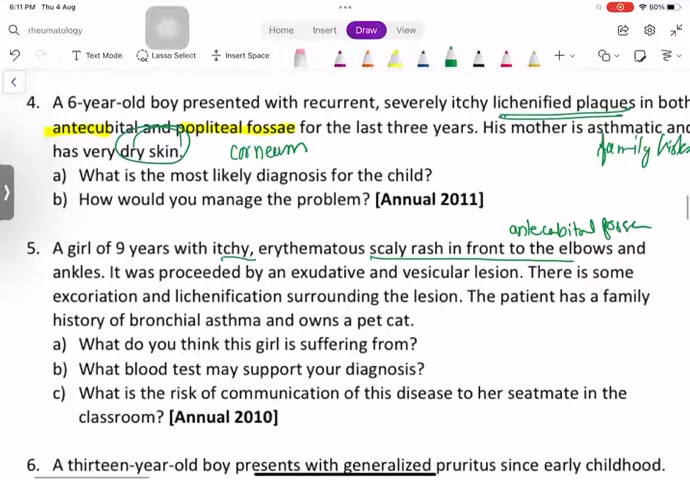 6:11 PM Thu 4 Aug
60%
rheumatology
Home Insert Draw View
Text Mode Lasso Select Insert Space
4. A 6-year-old boy presented with recurrent, severely itchy lichenified plaques in both
antecubital and popliteal fossae for the last three years. His mother is asthmatic and
has very dry skin. corneum family
a) What is the most likely diagnosis for the child?
b) How would you manage the problem? [Annual 2011]
antecubital fossa
5. A girl of 9 years with itchy, erythematous scaly rash in front to the elbows and
ankles. It was proceeded by an exudative and vesicular lesion. There is some
excoriation and lichenification surrounding the lesion. The patient has a family
history of bronchial asthma and owns a pet cat.
a) What do you think this girl is suffering from?
b) What blood test may support your diagnosis?
c) What is the risk of communication of this disease to her seatmate in the
classroom? [Annual 2010]
6. A thirteen-year-old boy presents with generalized pruritus since early childhood.